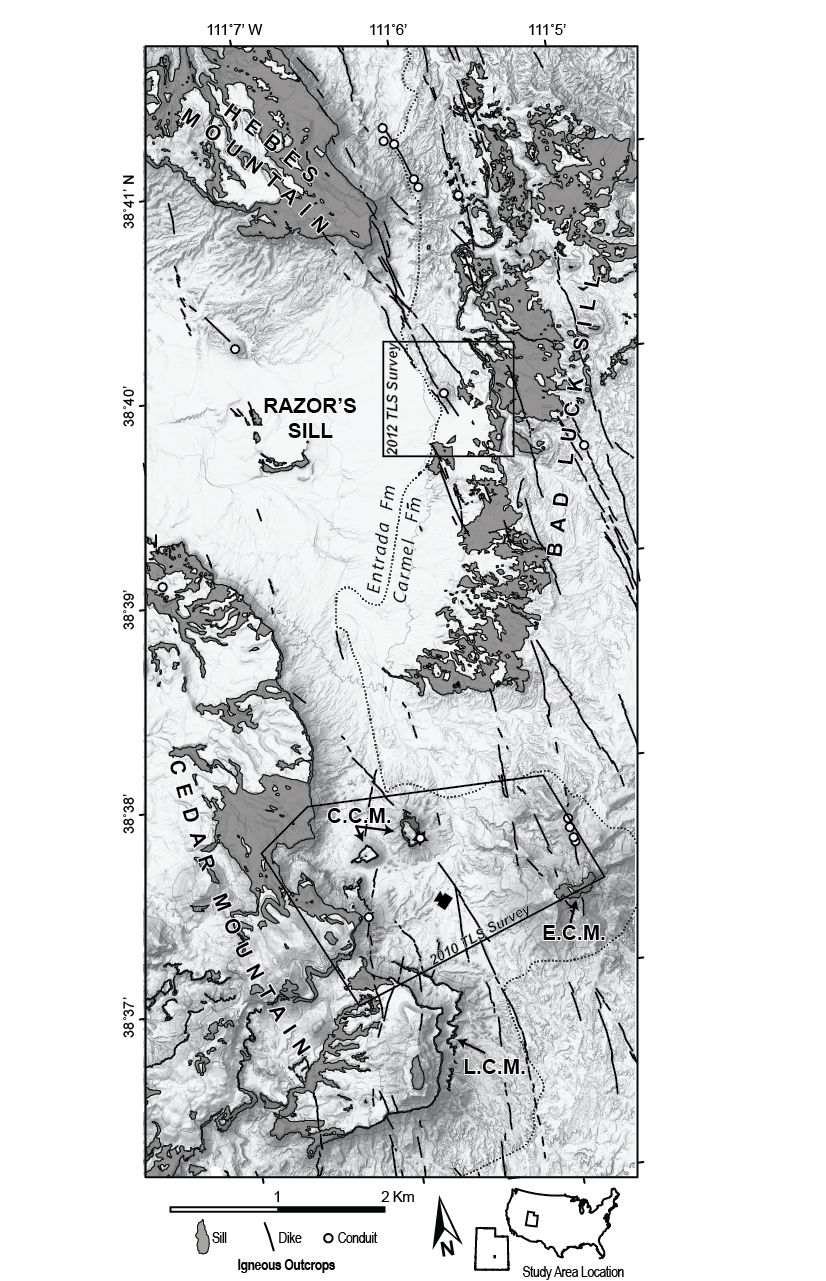 111°7' W
111°6'
111°5'
HEBES
MOUNTAIN
38°41' N
BAD LUCK SILL
2012 TLS Survey
38°40'
RAZOR'S
SILL
Entrada Fm
Carmel Fm
38°39'
CEDAR MOUNTAIN
38°38'
C.C.M.
E.C.M.
2010 TLS Survey
38°37'
L.C.M.
1
2 Km
Sill
Dike
Conduit
Igneous Outcrops
N
Study Area Location